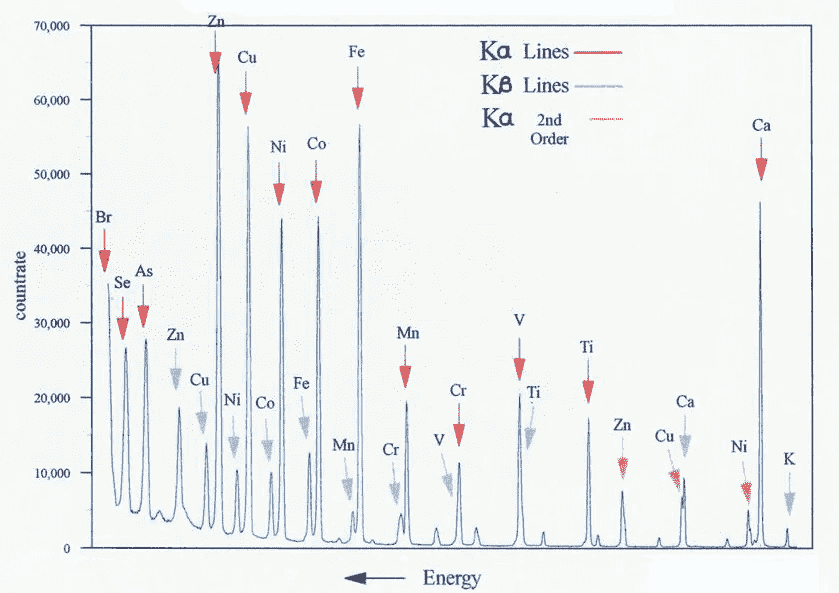 70,000
60,000
50,000
40,000
30,000
20,000
10,000
0
countrate
Kα Lines
Kβ Lines
Kα 2nd Order
Br
Se
As
Zn
Cu
Zn
Ni
Cu
Co
Ni
Fe
Co
Mn
Fe
Cr
Mn
V
Cr
V
Ti
Ti
Zn
Cu
Ca
Ni
Ca
K
Energy